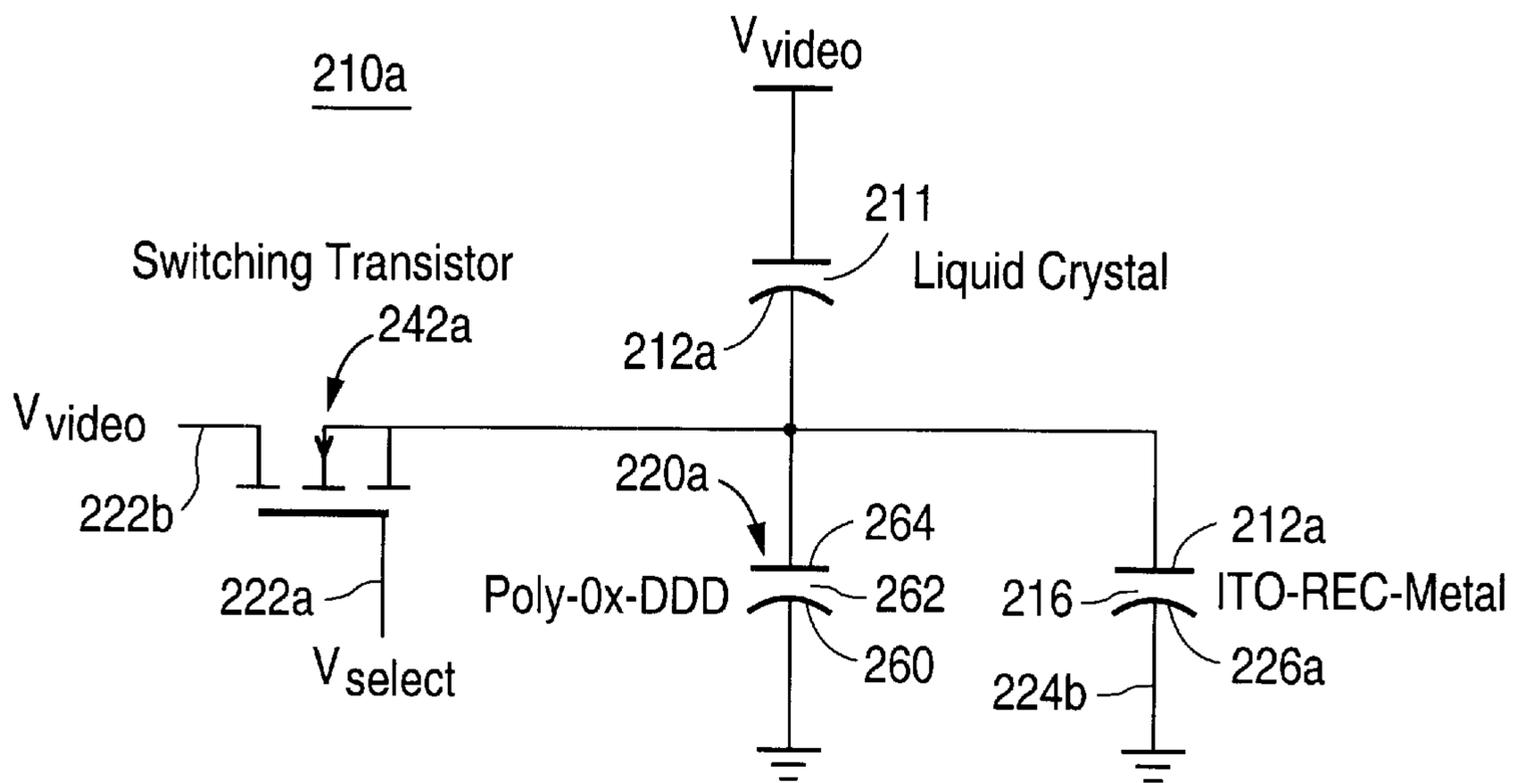 V video
210a
211
Switching Transistor
Liquid Crystal
242a
212a
V video
220a
264
212a
222b
222a
Poly-0x-DDD
262
216
ITO-REC-Metal
260
226a
V select
224b